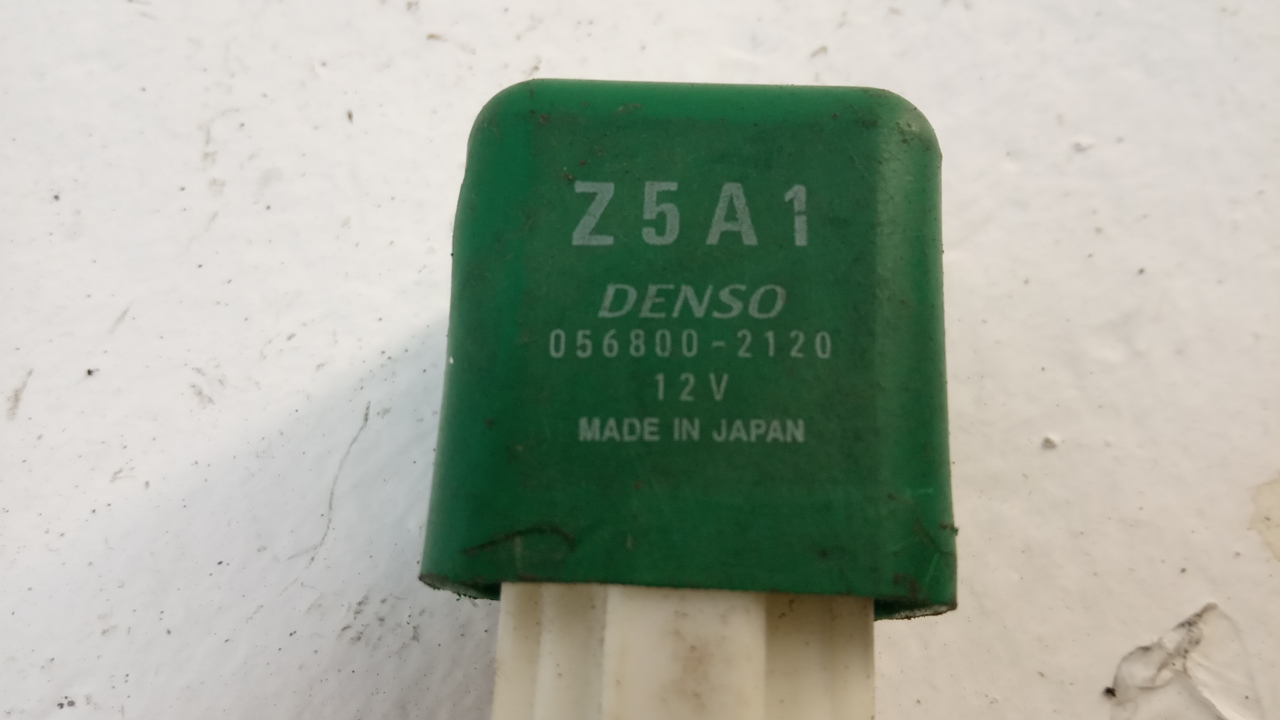 Z5A1
DENSO
056800-2120
12V
MADE IN JAPAN